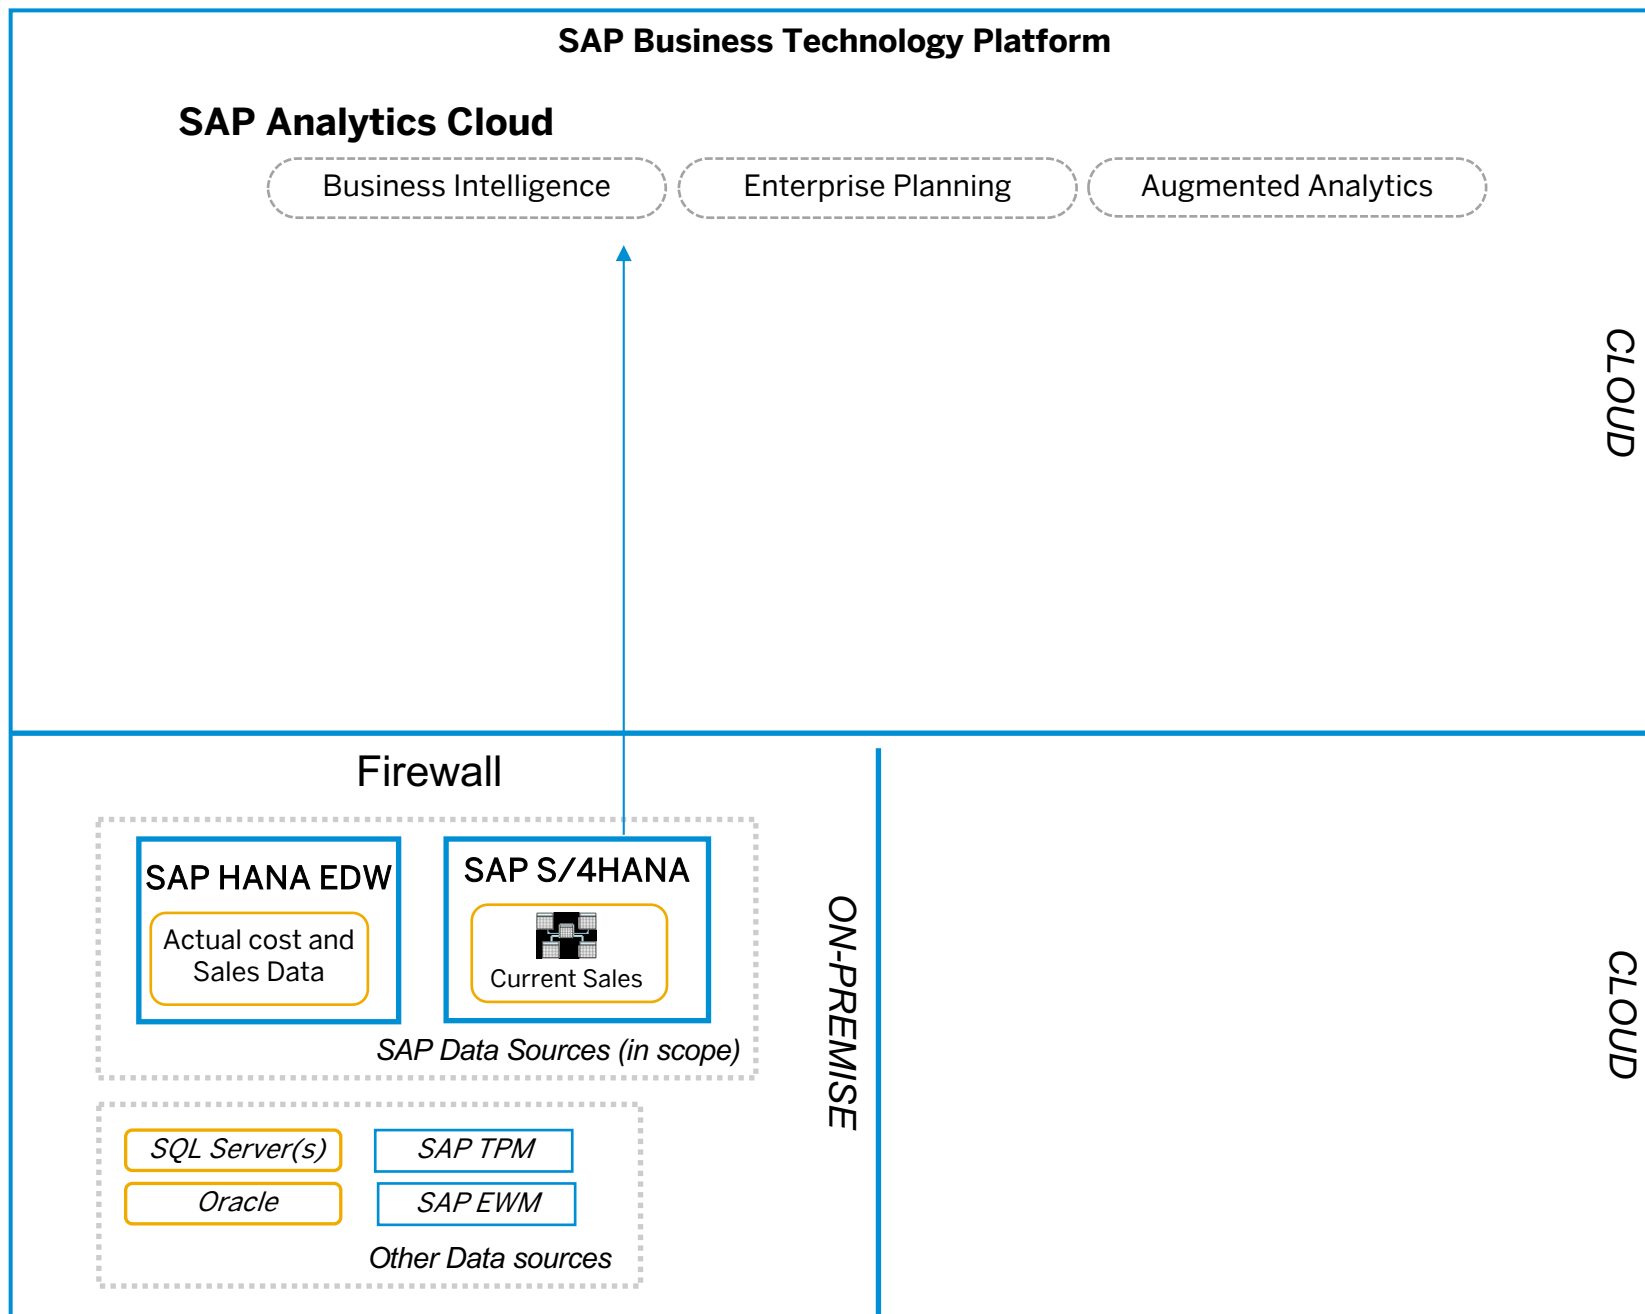 SAP Business Technology Platform
SAP Analytics Cloud
Business Intelligence
Enterprise Planning
Augmented Analytics
CLOUD
Firewall
SAP HANA EDW
Actual cost and
Sales Data
SAP S/4HANA
Current Sales
SAP Data Sources (in scope)
ON-PREMISE
CLOUD
SQL Server(s)
SAP TPM
Oracle
SAP EWM
Other Data sources